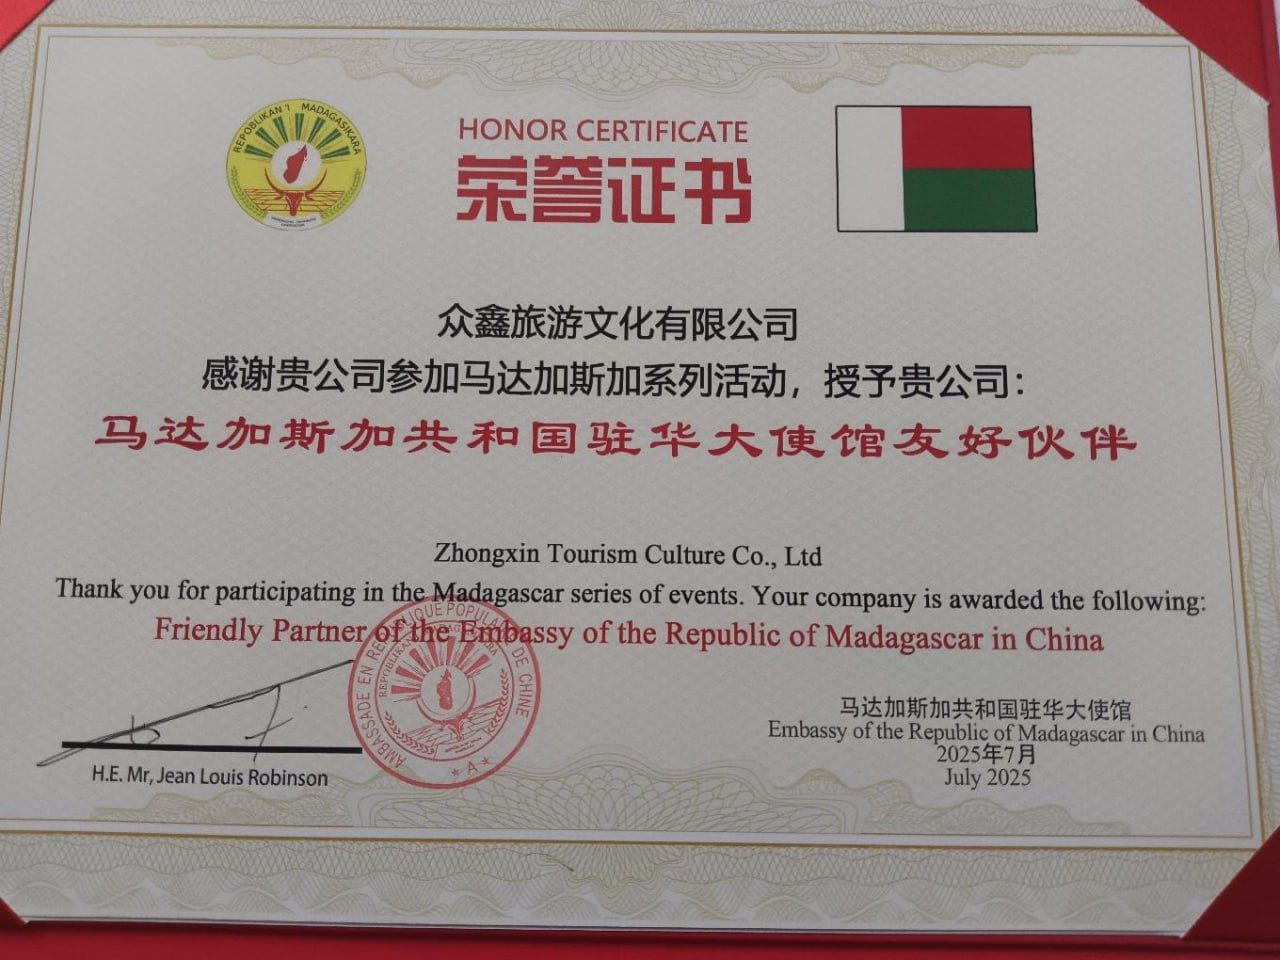 REPOBLIKAN'I MADAGASIKARA
HONOR CERTIFICATE
荣誉证书
众鑫旅游文化有限公司
感谢贵公司参加马达加斯加系列活动，授予贵公司：
马达加斯加共和国驻华大使馆友好伙伴
Zhongxin Tourism Culture Co., Ltd
Thank you for participating in the Madagascar series of events. Your company is awarded the following:
Friendly Partner of the Embassy of the Republic of Madagascar in China
AMBASSADE EN REPUBLIQUE POPULAIRE DE CHINE
* A *
H.E. Mr, Jean Louis Robinson
马达加斯加共和国驻华大使馆
Embassy of the Republic of Madagascar in China
2025年7月
July 2025